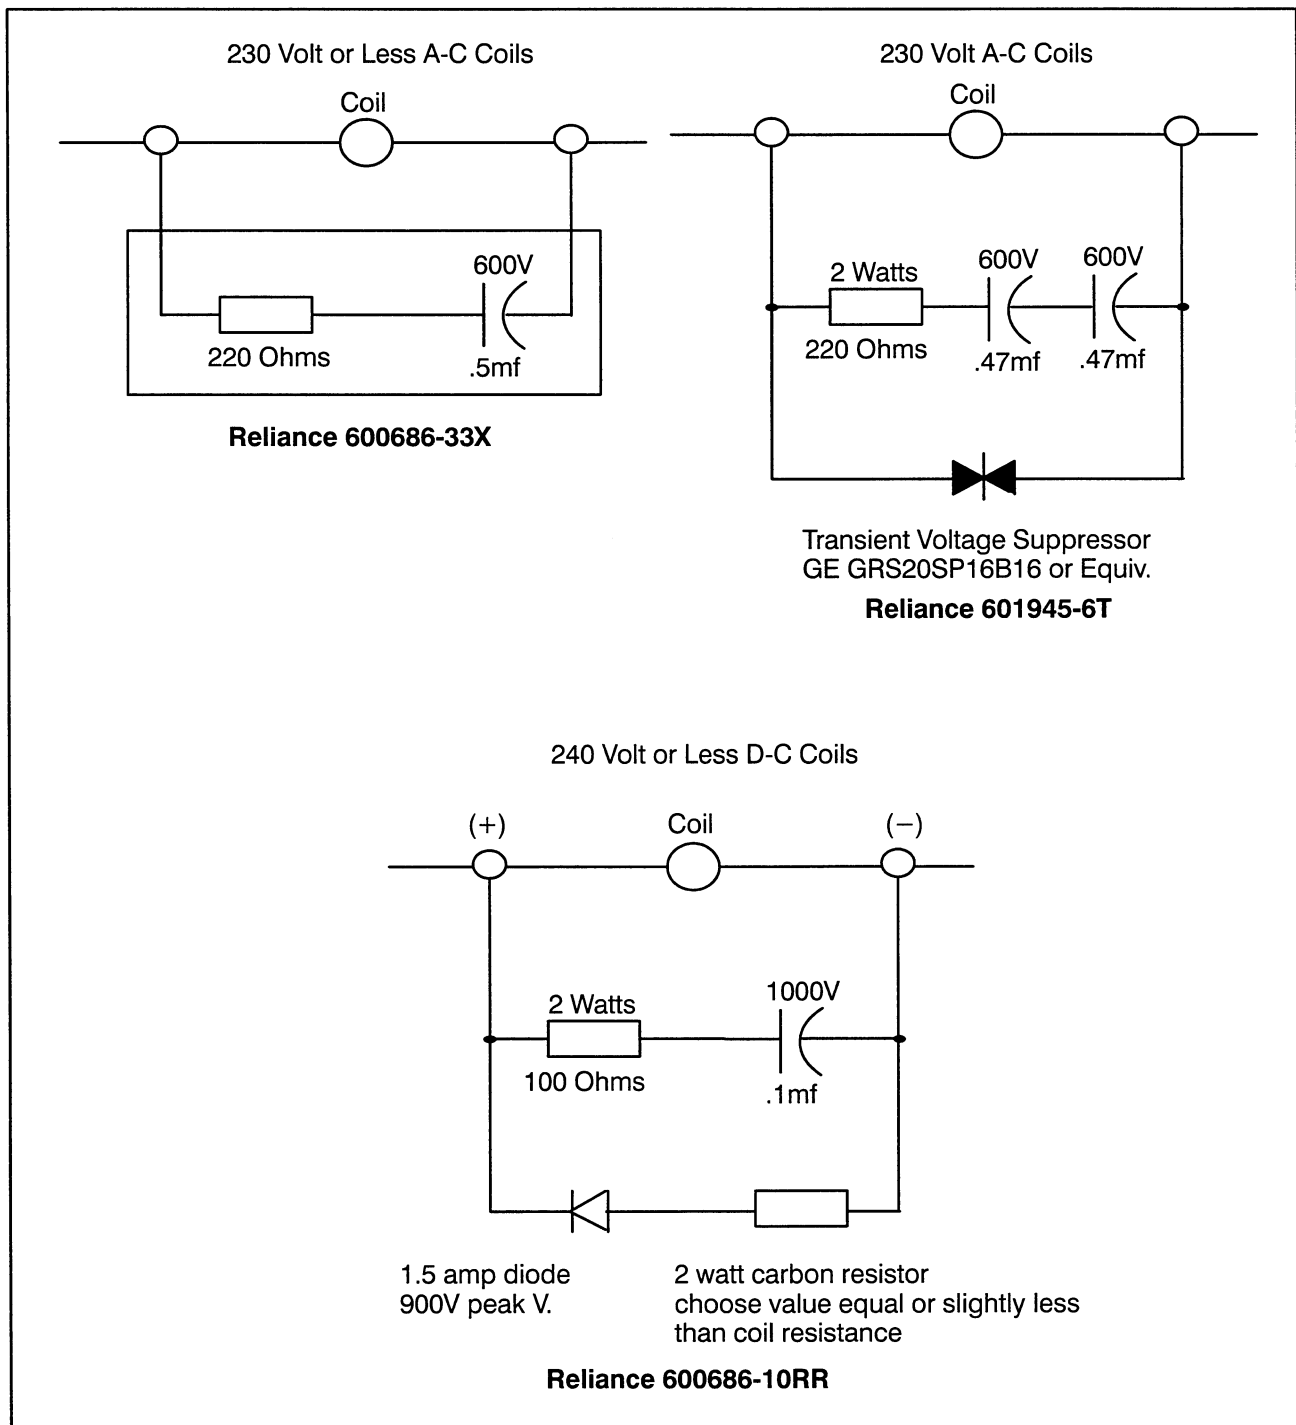 230 Volt or Less A-C Coils
Coil
600V
220 Ohms
.5mf
Reliance 600686-33X
230 Volt A-C Coils
Coil
2 Watts
600V
600V
220 Ohms
.47mf
.47mf
Transient Voltage Suppressor
GE GRS20SP16B16 or Equiv.
Reliance 601945-6T
240 Volt or Less D-C Coils
(+)
Coil
(−)
2 Watts
1000V
100 Ohms
.1mf
1.5 amp diode
900V peak V.
2 watt carbon resistor
choose value equal or slightly less
than coil resistance
Reliance 600686-10RR